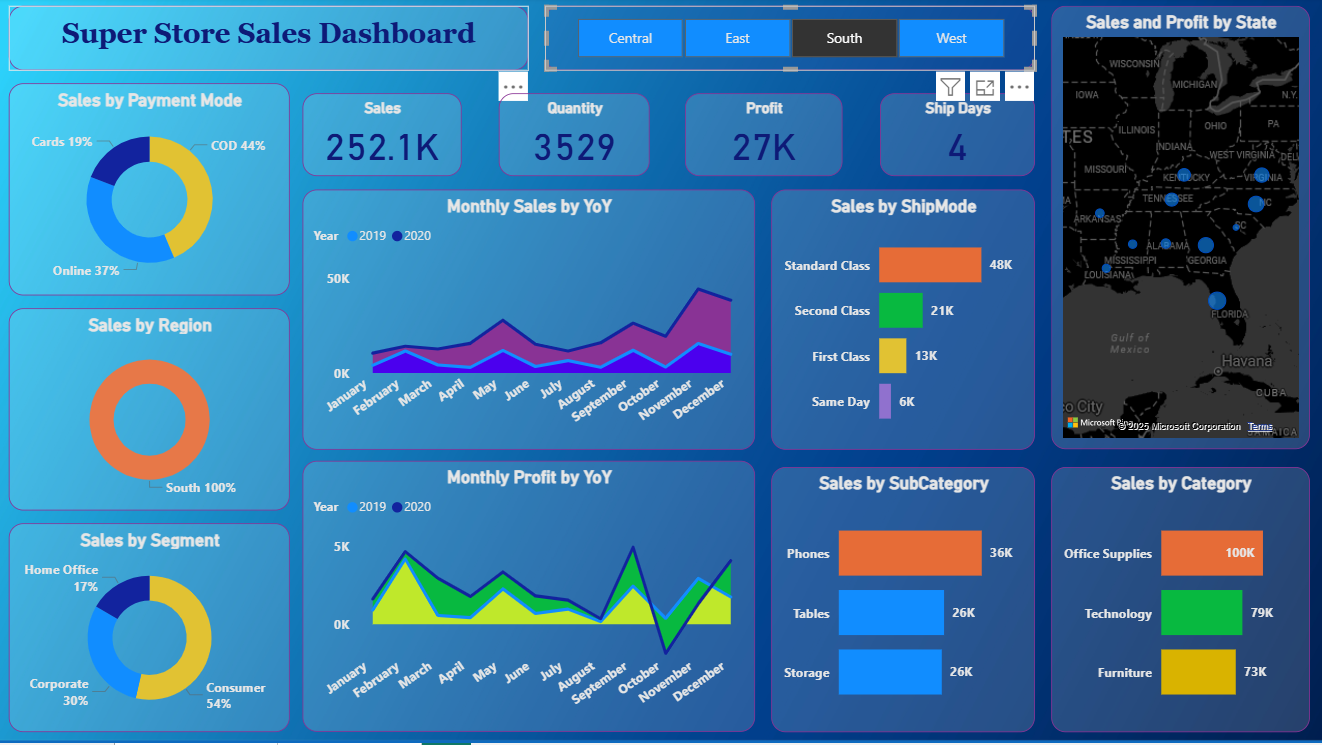 Super Store Sales Dashboard
Central
East
South
West
Sales by Payment Mode
Cards 19%
COD 44%
Online 37%
Sales by Region
South 100%
Sales by Segment
Home Office
17%
Corporate
30%
Consumer
54%
Sales
252.1K
Quantity
3529
Profit
27K
Ship Days
4
Monthly Sales by YoY
Year 2019 2020
50K
0K
January
February
March
April
May
June
July
August
September
October
November
December
Monthly Profit by YoY
Year 2019 2020
5K
0K
January
February
March
April
May
June
July
August
September
October
November
December
Sales by ShipMode
Standard Class 48K
Second Class 21K
First Class 13K
Same Day 6K
Sales by SubCategory
Phones 36K
Tables 26K
Storage 26K
Sales and Profit by State
WISCONSIN
MICHIGAN
IOWA
N.Y.
ILLINOIS
OHIO
PA
TES
INDIANA
WEST VIRGINIA
DEL
MISSOURI
KENTUCKY
VIRGINIA
TENNESSEE
NC
ARKANSAS
SC
ALABAMA
MISSISSIPPI
GEORGIA
LOUISIANA
FLORIDA
Gulf of
Mexico
Havana
CUBA
co City
Microsoft
© 2025 Microsoft Corporation Terms
JAMAICA
Sales by Category
Office Supplies 100K
Technology 79K
Furniture 73K